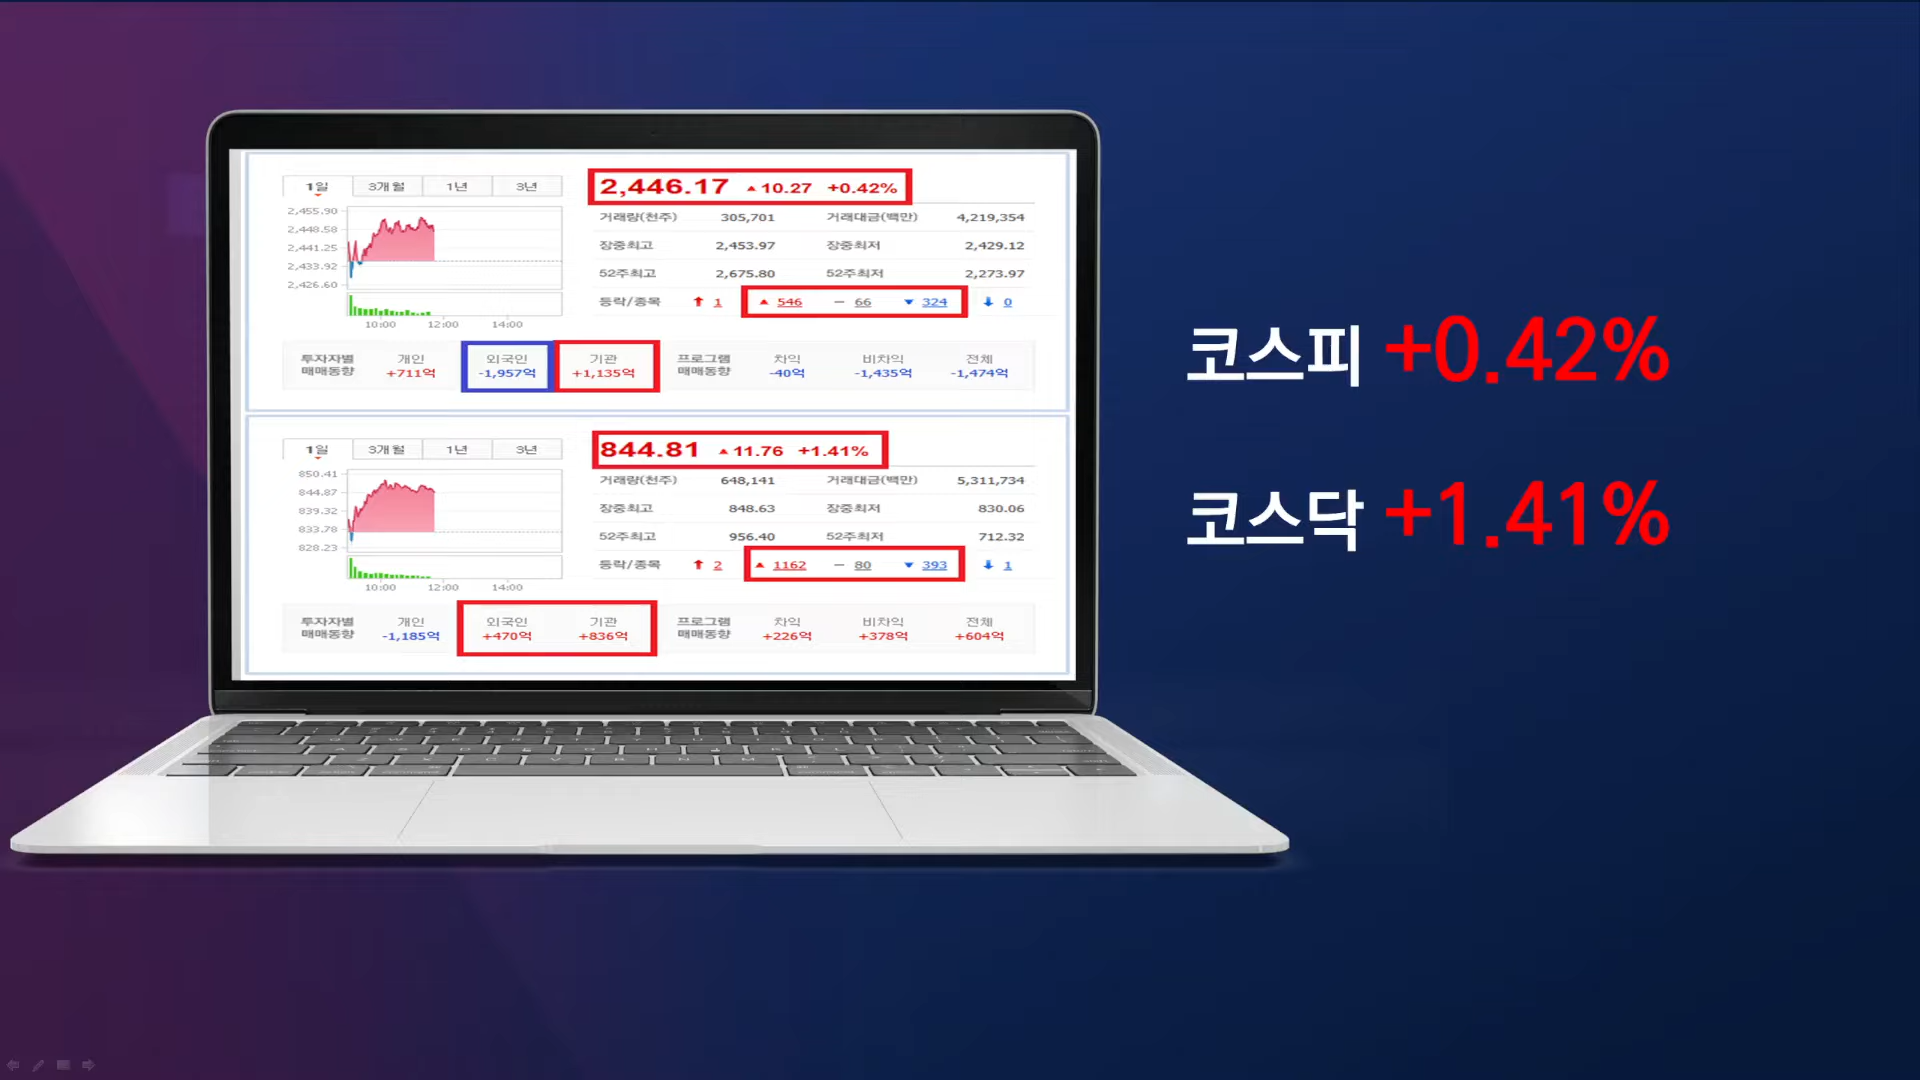 1일 3개월 1년 3년
2,446.17 ▲10.27 +0.42%
2,455.90
2,448.58
2,441.25
2,433.92
2,426.60
10:00 12:00 14:00
거래량(천주) 305,701 거래대금(백만) 4,219,354
장중최고 2,453.97 장중최저 2,429.12
52주최고 2,675.80 52주최저 2,273.97
등락/종목 ↑ 1 ▲ 546 − 66 ▼ 324 ↓ 0
투자자별 매매동향 개인 +711억 외국인 -1,957억 기관 +1,135억 프로그램 매매동향 차익 -40억 비차익 -1,435억 전체 -1,474억
1일 3개월 1년 3년
844.81 ▲11.76 +1.41%
850.41
844.87
839.32
833.78
828.23
10:00 12:00 14:00
거래량(천주) 648,141 거래대금(백만) 5,311,734
장중최고 848.63 장중최저 830.06
52주최고 956.40 52주최저 712.32
등락/종목 ↑ 2 ▲ 1162 − 80 ▼ 393 ↓ 1
투자자별 매매동향 개인 -1,185억 외국인 +470억 기관 +836억 프로그램 매매동향 차익 +226억 비차익 +378억 전체 +604억
코스피 +0.42%
코스닥 +1.41%